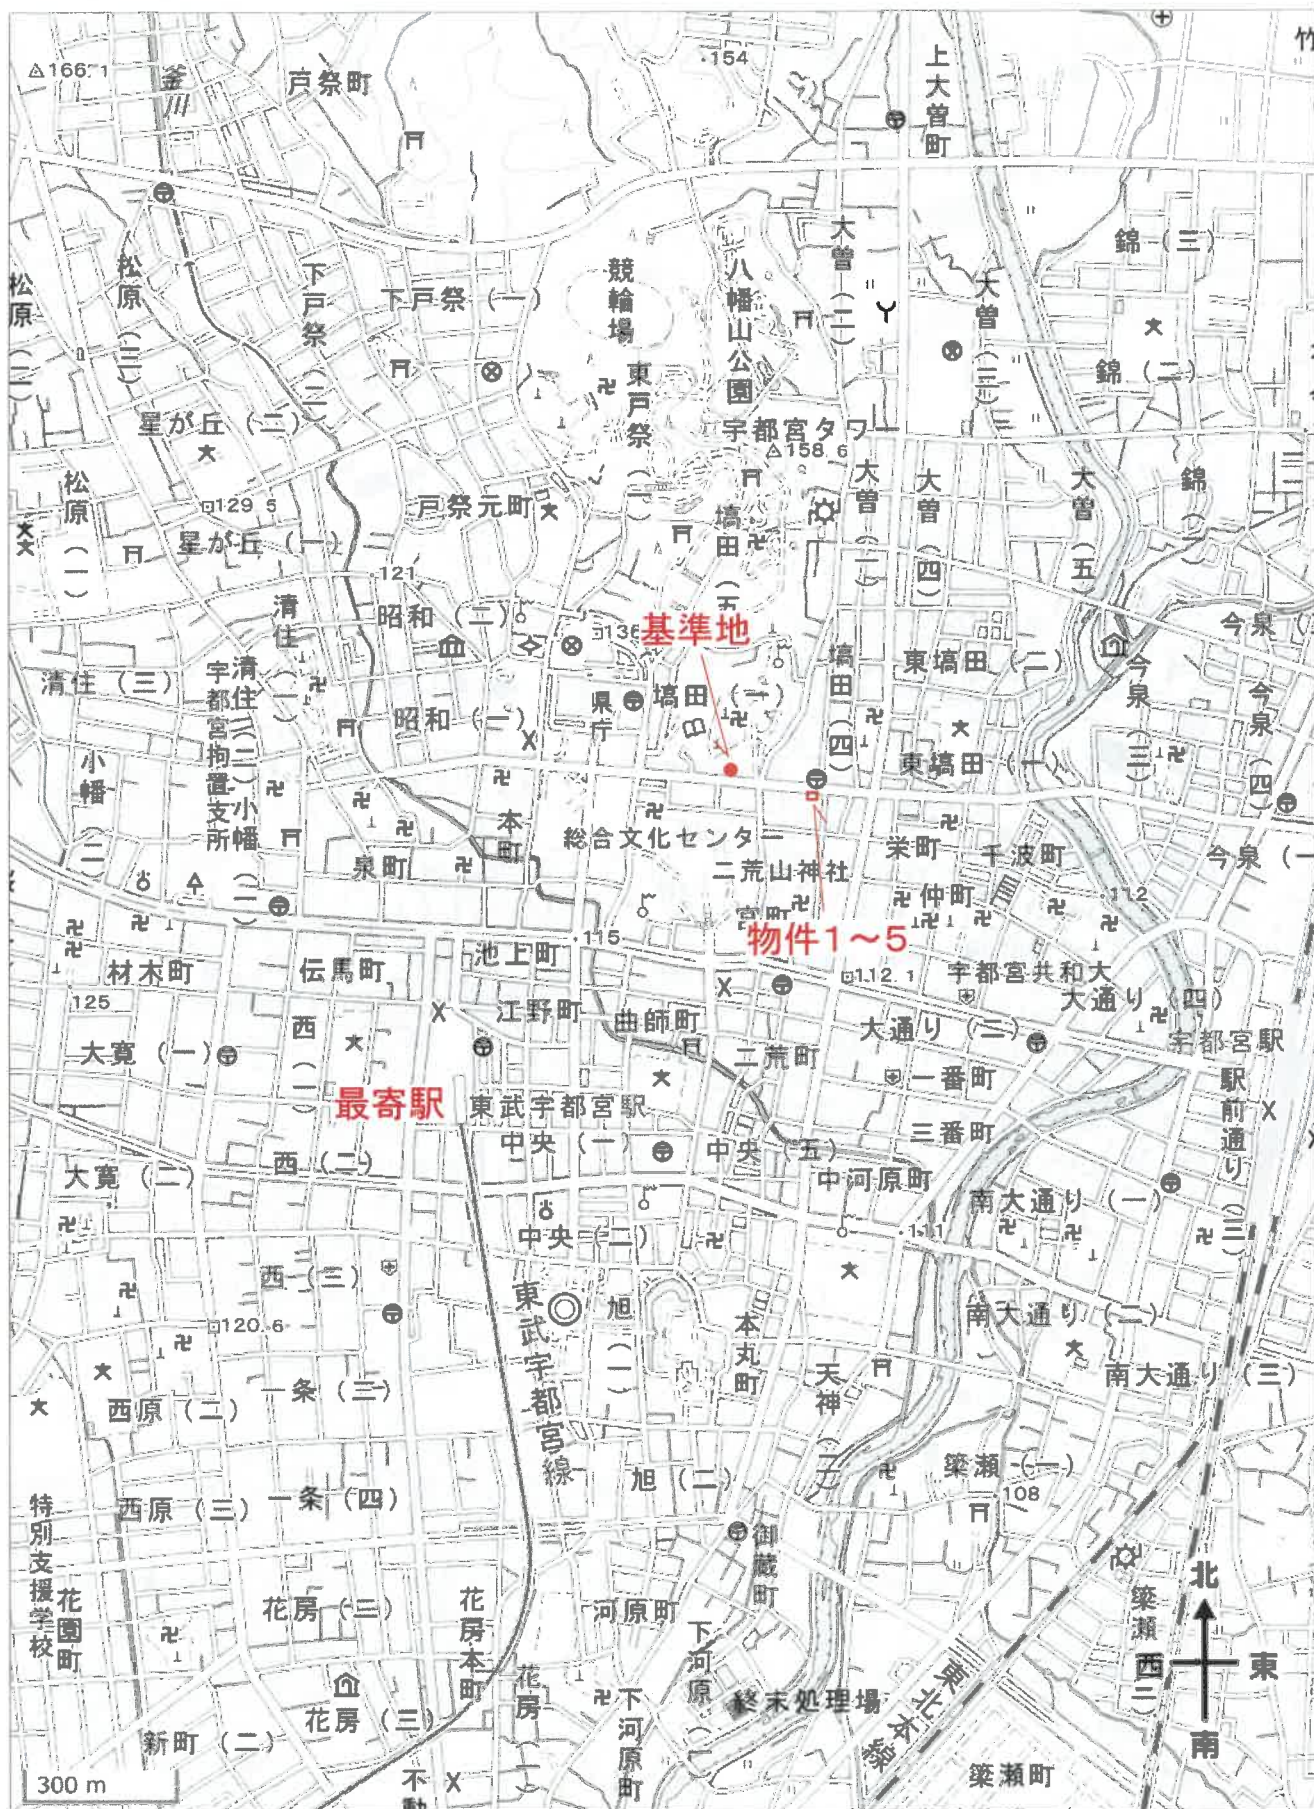 竹
166.1
釜川
戸祭町
154
上大曽町
大曽(二)
錦(三)
松原(二)
松原(三)
下戸祭(二)
下戸祭(一)
競輪場
八幡山公園
大曽(三)
東戸祭(一)
錦(二)
星が丘(二)
宇都宮タワー
158.6
松原(一)
129.5
戸祭元町
大曽(一)
大曽(四)
大曽(五)
星が丘(一)
塙田(五
121
清住
昭和(二)
136
基準地
塙田(四)
東塙田(二)
今泉
今泉(三)
今泉(四)
清住(三)
宇都宮拘置支所
清住(二)
昭和(一)
県庁
塙田(一)
東塙田(一)
小幡(二)
小幡(一)
本町
総合文化センター
栄町
千波町
今泉(一
泉町
二荒山神社
仲町
112
宮町
物件1~5
115
池上町
112.1
宇都宮共和大
材木町
伝馬町
125
江野町
曲師町
大通り(二)
大通り(四)
宇都宮駅
大寛(一)
西(一)
二荒町
一番町
駅前通り(三)
最寄駅
東武宇都宮駅
中央(一)
中央(五)
三番町
大寛(二)
西(二)
中河原町
南大通り(一)
中央(二)
111
西(三)
東武宇都宮線
旭(一)
本丸町
南大通り(二)
120.6
天神(二)
南大通り(三)
西原(二)
一条(三)
旭(二)
簗瀬(一)
108
特別支援学校
西原(三)
一条(四)
御蔵町
北
花園町
花房(三)
花房本町
河原町
簗瀬(二)
西
東
花房(二)
下河原(一)
終末処理場
東北本線
花房(三)
下河原町
新町(二)
南
300 m
不動
簗瀬町